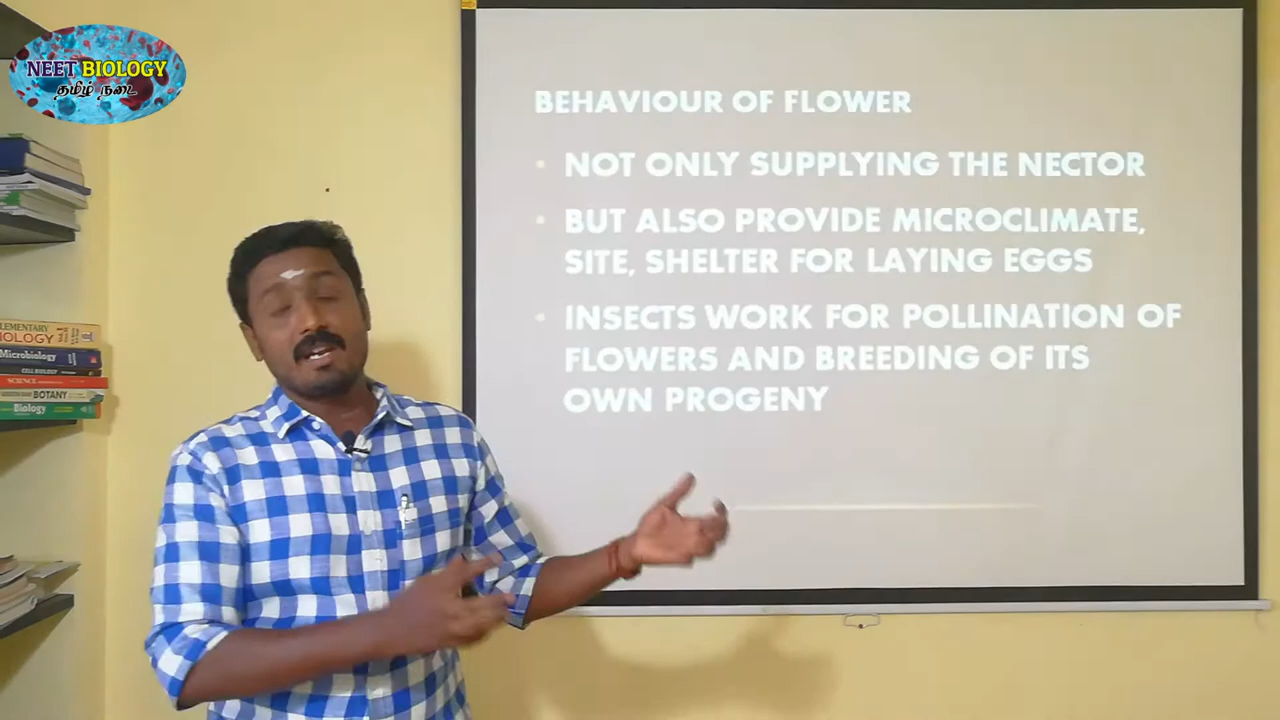 NEET BIOLOGY
தமிழ் நடை
BEHAVIOUR OF FLOWER
• NOT ONLY SUPPLYING THE NECTOR
• BUT ALSO PROVIDE MICROCLIMATE,
SITE, SHELTER FOR LAYING EGGS
• INSECTS WORK FOR POLLINATION OF
FLOWERS AND BREEDING OF ITS
OWN PROGENY
Microbiology
CELL BIOLOGY
SCIENCE
BOTANY
Biology